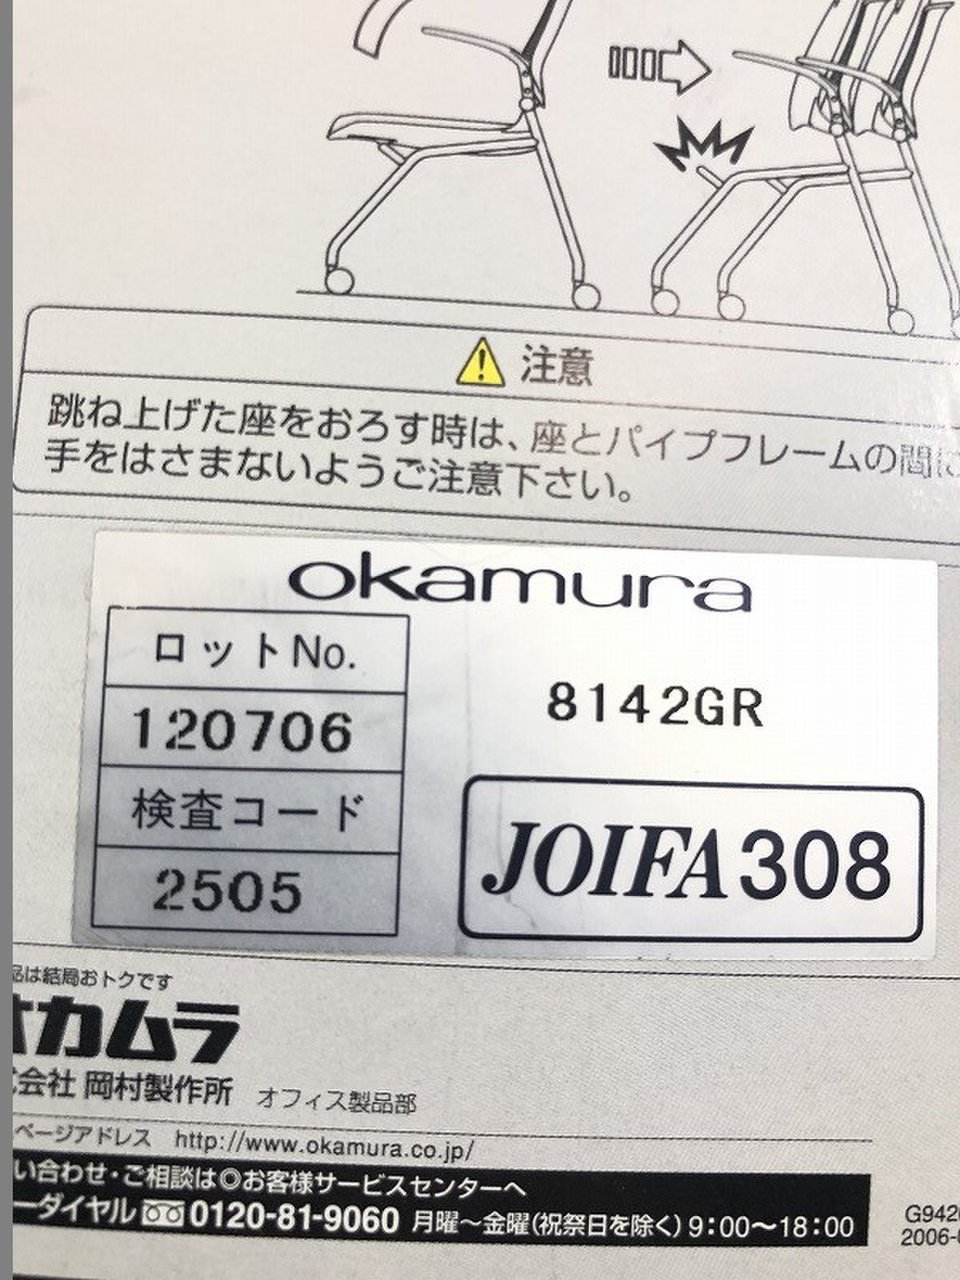 注意
跳ね上げた座をおろす時は、座とパイプフレームの間に
手をはさまないようご注意下さい。
okamura
ロットNo.
120706
検査コード
2505
8142GR
JOIFA308
品は結局おトクです
オカムラ
式会社 岡村製作所 オフィス製品部
ページアドレス http://www.okamura.co.jp/
い合わせ・ご相談は◎お客様サービスセンターへ
ーダイヤル 0120-81-9060 月曜～金曜(祝祭日を除く)9:00～18:00
G942
2006-0